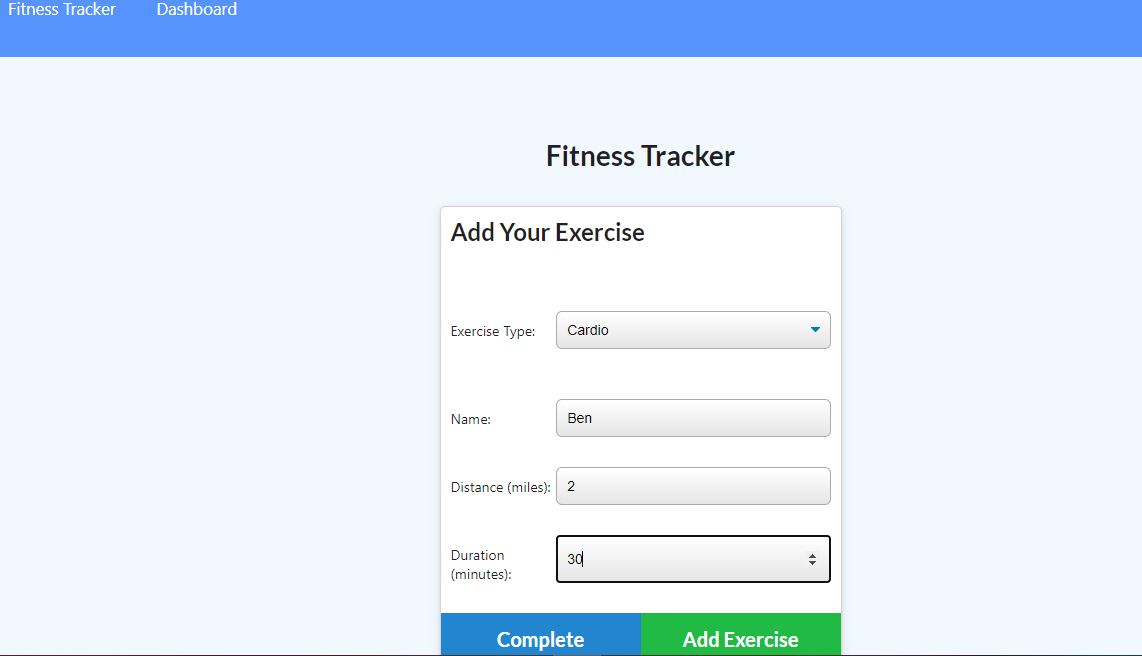 Fitness Tracker Dashboard
Fitness Tracker
Add Your Exercise
Exercise Type: Cardio
Name: Ben
Distance (miles): 2
Duration
(minutes): 30
Complete Add Exercise